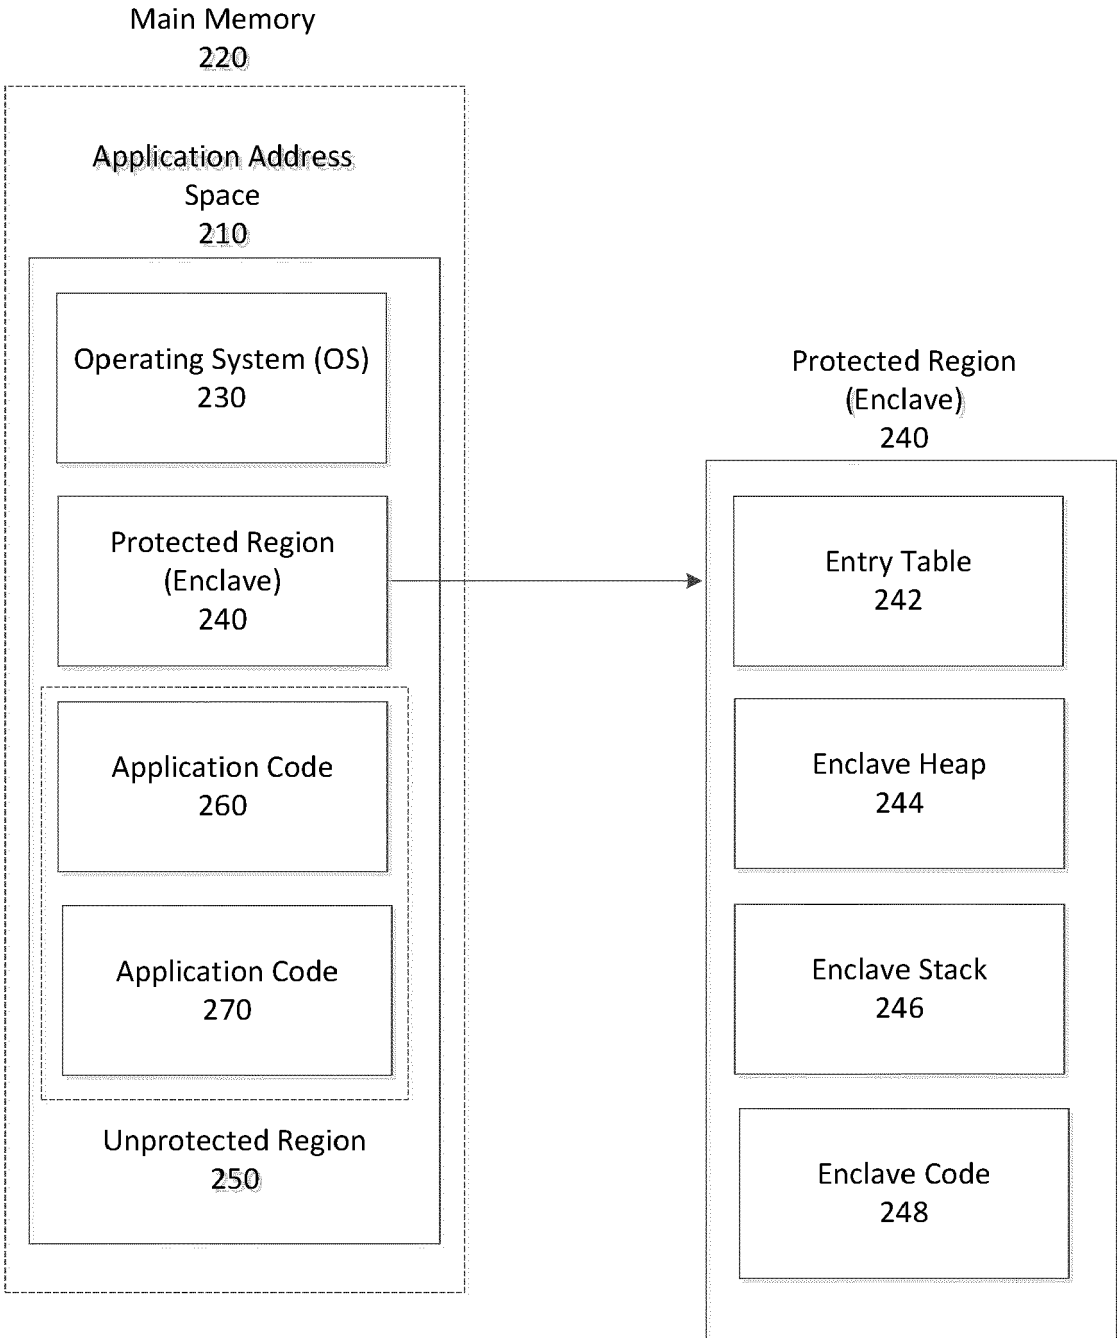 Main Memory
220
Application Address
Space
210
Operating System (OS)
230
Protected Region
(Enclave)
240
Application Code
260
Application Code
270
Unprotected Region
250
Protected Region
(Enclave)
240
Entry Table
242
Enclave Heap
244
Enclave Stack
246
Enclave Code
248